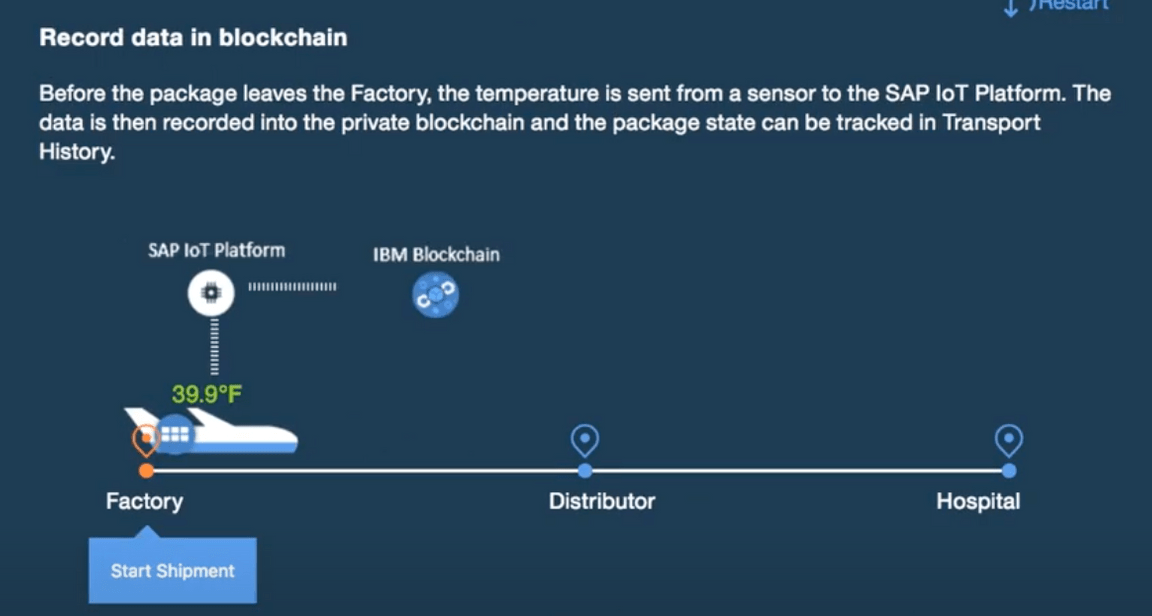 Restart
Record data in blockchain
Before the package leaves the Factory, the temperature is sent from a sensor to the SAP IoT Platform. The
data is then recorded into the private blockchain and the package state can be tracked in Transport
History.
SAP IoT Platform
IBM Blockchain
39.9°F
Factory
Distributor
Hospital
Start Shipment